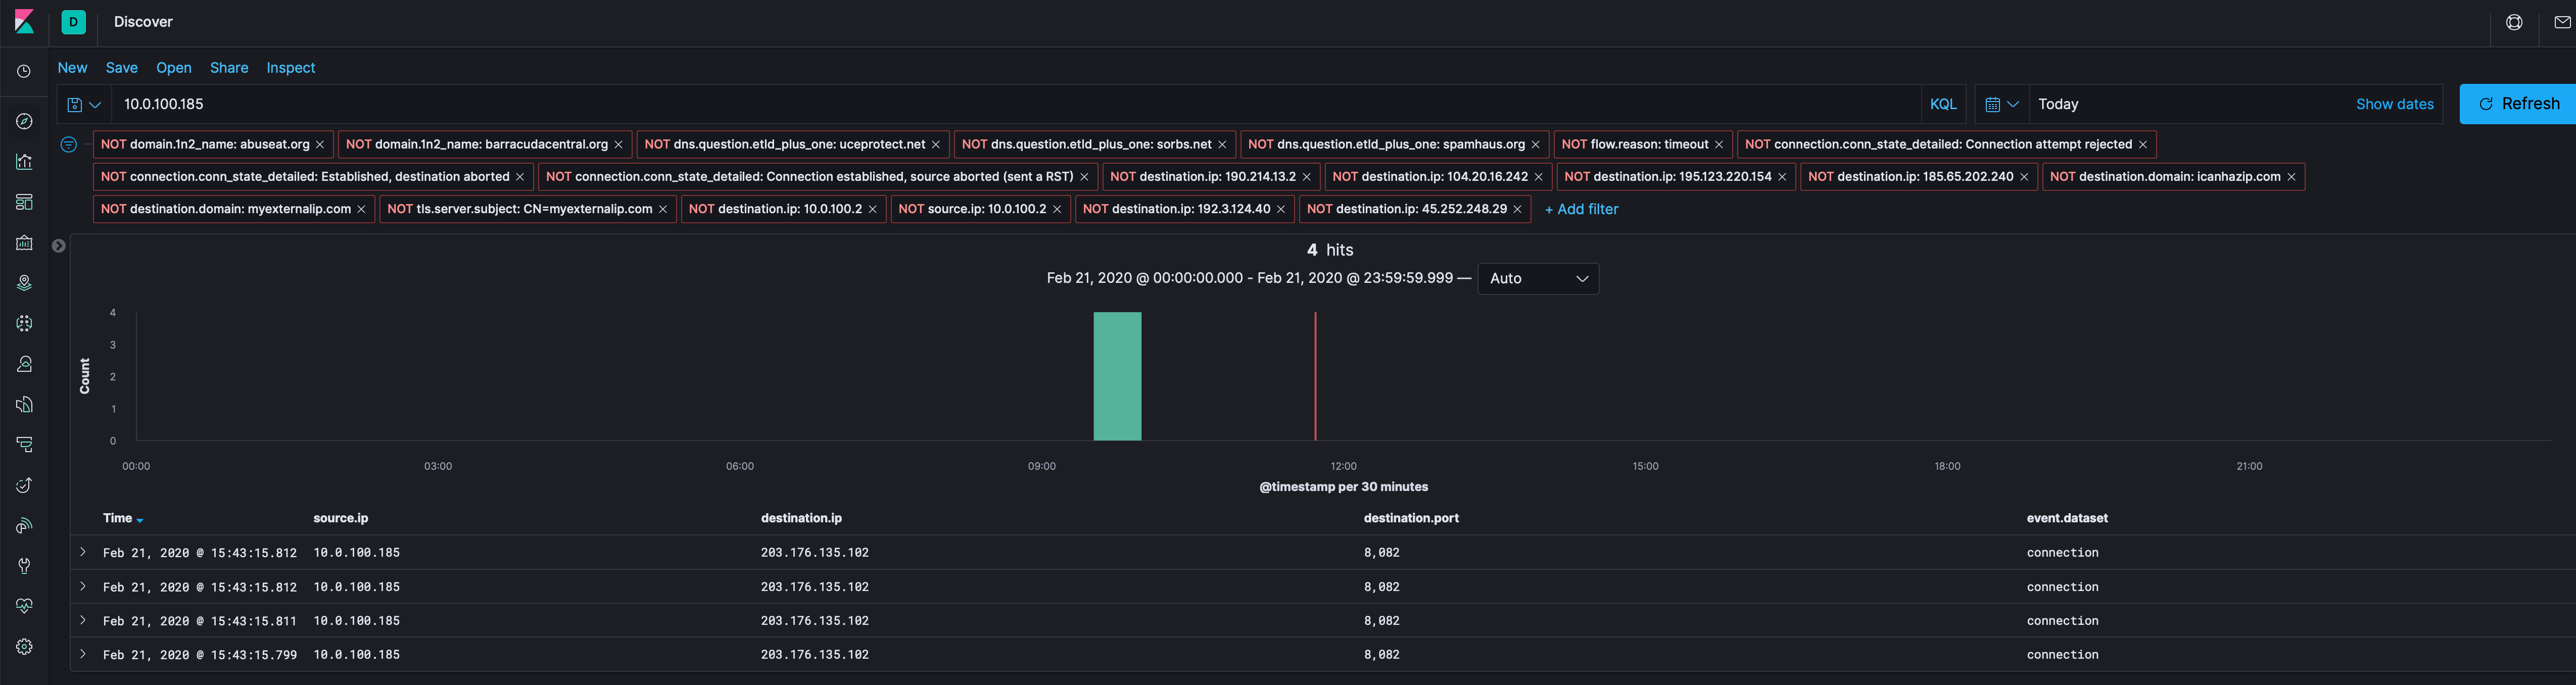 D Discover
New Save Open Share Inspect
10.0.100.185 KQL Today Show dates Refresh
NOT domain.1n2_name: abuseat.org × NOT domain.1n2_name: barracudacentral.org × NOT dns.question.etld_plus_one: uceprotect.net × NOT dns.question.etld_plus_one: sorbs.net × NOT dns.question.etld_plus_one: spamhaus.org × NOT flow.reason: timeout × NOT connection.conn_state_detailed: Connection attempt rejected ×
NOT connection.conn_state_detailed: Established, destination aborted × NOT connection.conn_state_detailed: Connection established, source aborted (sent a RST) × NOT destination.ip: 190.214.13.2 × NOT destination.ip: 104.20.16.242 × NOT destination.ip: 195.123.220.154 × NOT destination.ip: 185.65.202.240 × NOT destination.domain: icanhazip.com ×
NOT destination.domain: myexternalip.com × NOT tls.server.subject: CN=myexternalip.com × NOT destination.ip: 10.0.100.2 × NOT source.ip: 10.0.100.2 × NOT destination.ip: 192.3.124.40 × NOT destination.ip: 45.252.248.29 × + Add filter
4 hits
Feb 21, 2020 @ 00:00:00.000 - Feb 21, 2020 @ 23:59:59.999 — Auto
4
3
2
1
0
Count
00:00 03:00 06:00 09:00 12:00 15:00 18:00 21:00
@timestamp per 30 minutes
Time source.ip destination.ip destination.port event.dataset
Feb 21, 2020 @ 15:43:15.812 10.0.100.185 203.176.135.102 8,082 connection
Feb 21, 2020 @ 15:43:15.812 10.0.100.185 203.176.135.102 8,082 connection
Feb 21, 2020 @ 15:43:15.811 10.0.100.185 203.176.135.102 8,082 connection
Feb 21, 2020 @ 15:43:15.799 10.0.100.185 203.176.135.102 8,082 connection